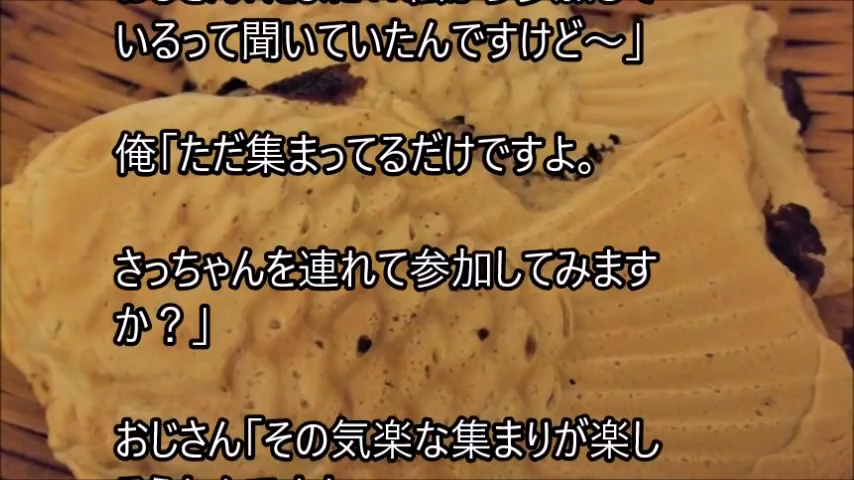 いるって聞いていたんですけど〜」
俺「ただ集まってるだけですよ。
さっちゃんを連れて参加してみます
か？」
おじさん「その気楽な集まりが楽し